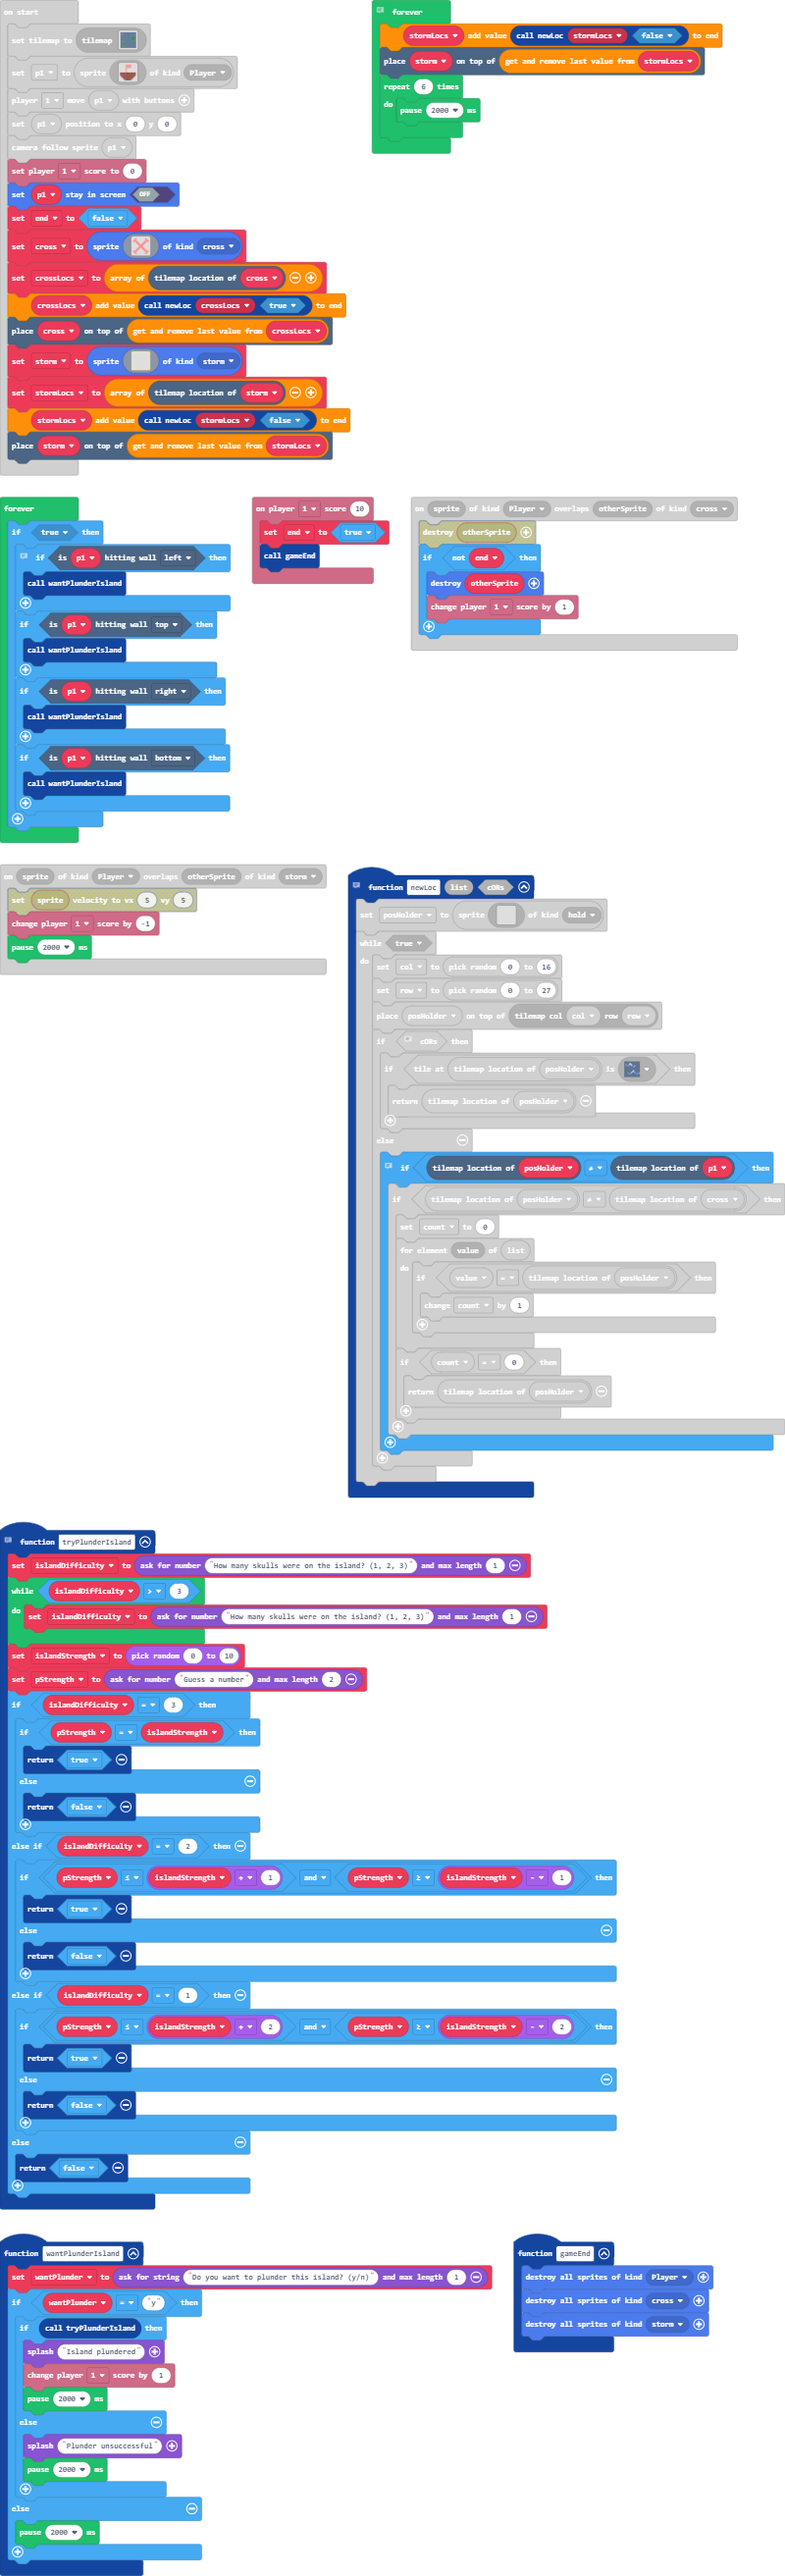 on start
set tilemap to tilemap
set p1 to sprite of kind Player
player 1 move p1 with buttons
set p1 position to x 0 y 0
camera follow sprite p1
set player 1 score to 0
set p1 stay in screen OFF
set end to false
set cross to sprite of kind cross
set crossLocs to array of tilemap location of cross
crossLocs add value call newLoc crossLocs true to end
place cross on top of get and remove last value from crossLocs
set storm to sprite of kind storm
set stormLocs to array of tilemap location of storm
stormLocs add value call newLoc stormLocs false to end
place storm on top of get and remove last value from stormLocs
forever
stormLocs add value call newLoc stormLocs false to end
place storm on top of get and remove last value from stormLocs
repeat 6 times
do pause 2000 ms
forever
if true then
if is p1 hitting wall left then
call wantPlunderIsland
if is p1 hitting wall top then
call wantPlunderIsland
if is p1 hitting wall right then
call wantPlunderIsland
if is p1 hitting wall bottom then
call wantPlunderIsland
on player 1 score 10
set end to true
call gameEnd
on sprite of kind Player overlaps otherSprite of kind cross
destroy otherSprite
if not end then
destroy otherSprite
change player 1 score by 1
on sprite of kind Player overlaps otherSprite of kind storm
set sprite velocity to vx 5 vy 5
change player 1 score by -1
pause 2000 ms
function newLoc list cORs
set posHolder to sprite of kind hold
while true
do set col to pick random 0 to 16
set row to pick random 0 to 27
place posHolder on top of tilemap col col row row
if cORs then
if tile at tilemap location of posHolder is then
return tilemap location of posHolder
else
if tilemap location of posHolder ≠ tilemap location of p1 then
if tilemap location of posHolder ≠ tilemap location of cross then
set count to 0
for element value of list
do if value = tilemap location of posHolder then
change count by 1
if count = 0 then
return tilemap location of posHolder
function tryPlunderIsland
set islandDifficulty to ask for number "How many skulls were on the island? (1, 2, 3)" and max length 1
while islandDifficulty > 3
do set islandDifficulty to ask for number "How many skulls were on the island? (1, 2, 3)" and max length 1
set islandStrength to pick random 0 to 10
set pStrength to ask for number "Guess a number" and max length 2
if islandDifficulty = 3 then
if pStrength = islandStrength then
return true
else
return false
else if islandDifficulty = 2 then
if pStrength ≤ islandStrength + 1 and pStrength ≥ islandStrength - 1 then
return true
else
return false
else if islandDifficulty = 1 then
if pStrength ≤ islandStrength + 2 and pStrength ≥ islandStrength - 2 then
return true
else
return false
else
return false
function wantPlunderIsland
set wantPlunder to ask for string "Do you want to plunder this island? (y/n)" and max length 1
if wantPlunder = "y" then
if call tryPlunderIsland then
splash "Island plundered"
change player 1 score by 1
pause 2000 ms
else
splash "Plunder unsuccessful"
pause 2000 ms
else
pause 2000 ms
function gameEnd
destroy all sprites of kind Player
destroy all sprites of kind cross
destroy all sprites of kind storm